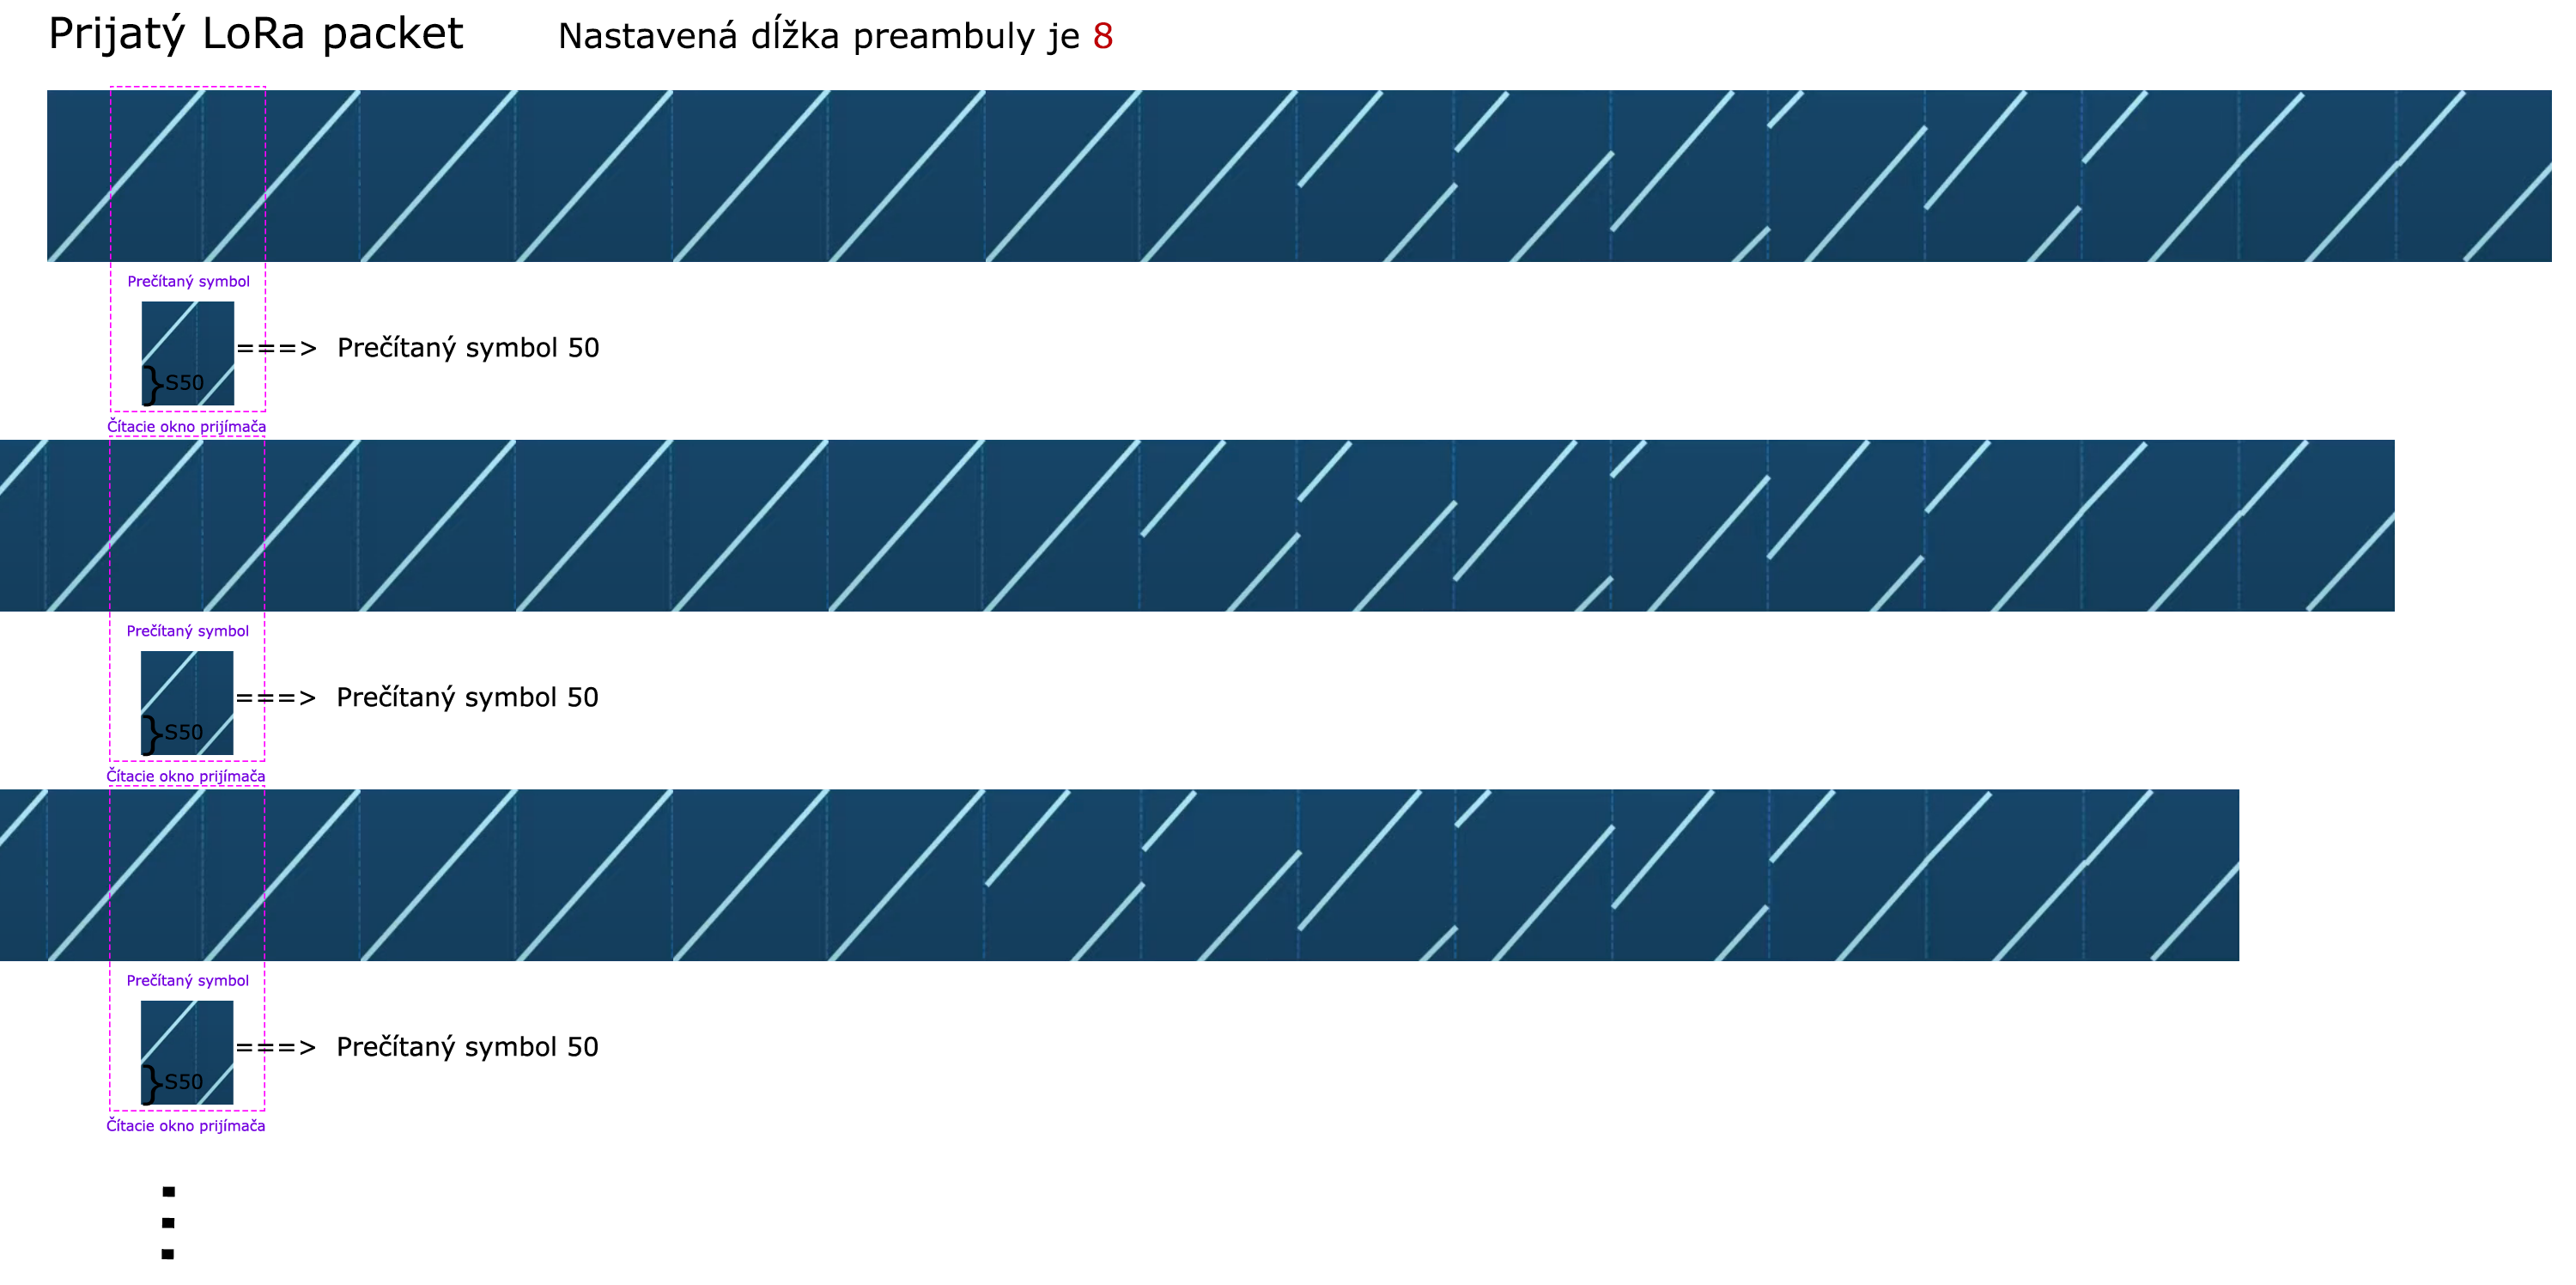 Prijatý LoRa packet Nastavená dĺžka preambuly je 8
Prečítaný symbol
===> Prečítaný symbol 50
}S50
Čítacie okno prijímača
Prečítaný symbol
===> Prečítaný symbol 50
}S50
Čítacie okno prijímača
Prečítaný symbol
===> Prečítaný symbol 50
}S50
Čítacie okno prijímača